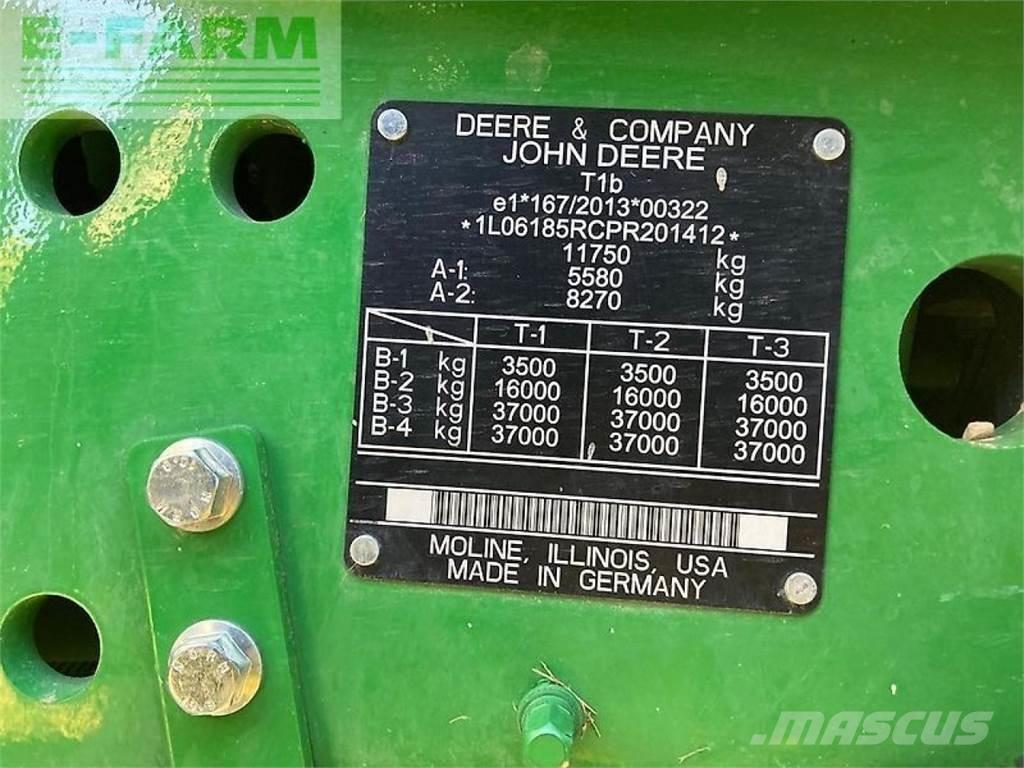 E-FARM
DEERE & COMPANY
JOHN DEERE
T1b
e1*167/2013*00322
*1L06185RCPR201412*
11750 kg
A-1: 5580 kg
A-2: 8270 kg
T-1 T-2 T-3
B-1 kg 3500 3500 3500
B-2 kg 16000 16000 16000
B-3 kg 37000 37000 37000
B-4 kg 37000 37000 37000
MOLINE, ILLINOIS, USA
MADE IN GERMANY
MASCUS